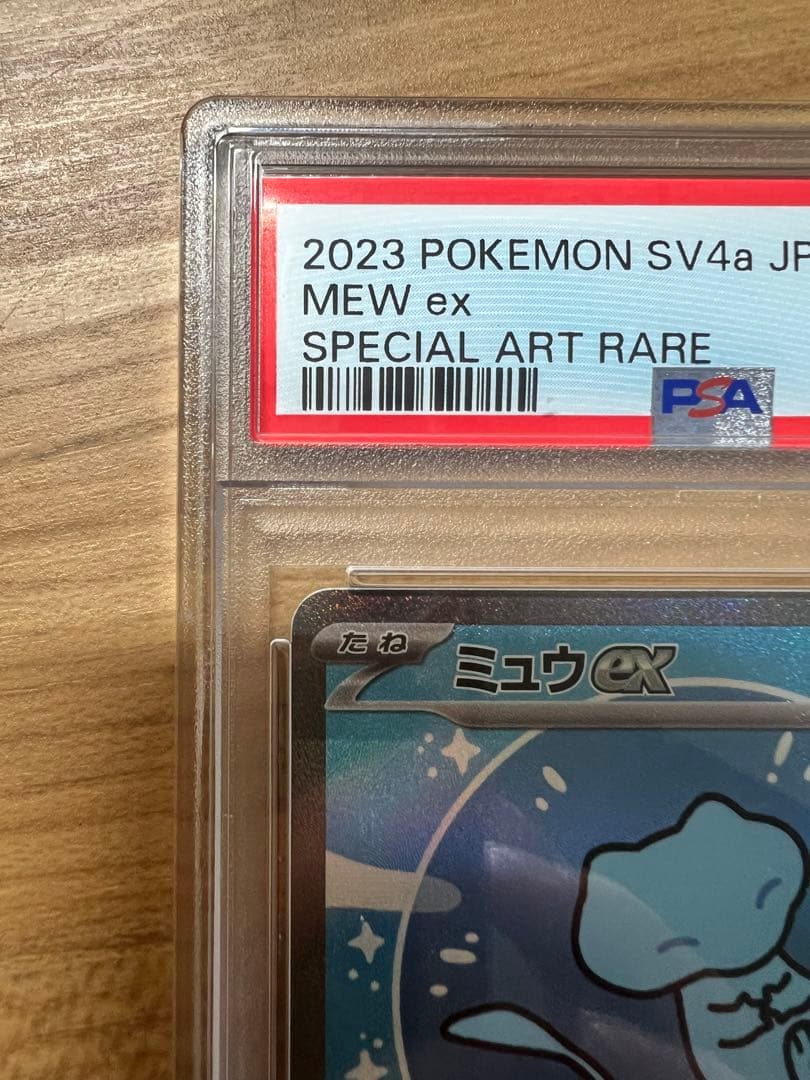 2023 POKEMON SV4a JP
MEW ex
SPECIAL ART RARE
PSA
たね
ミュウex